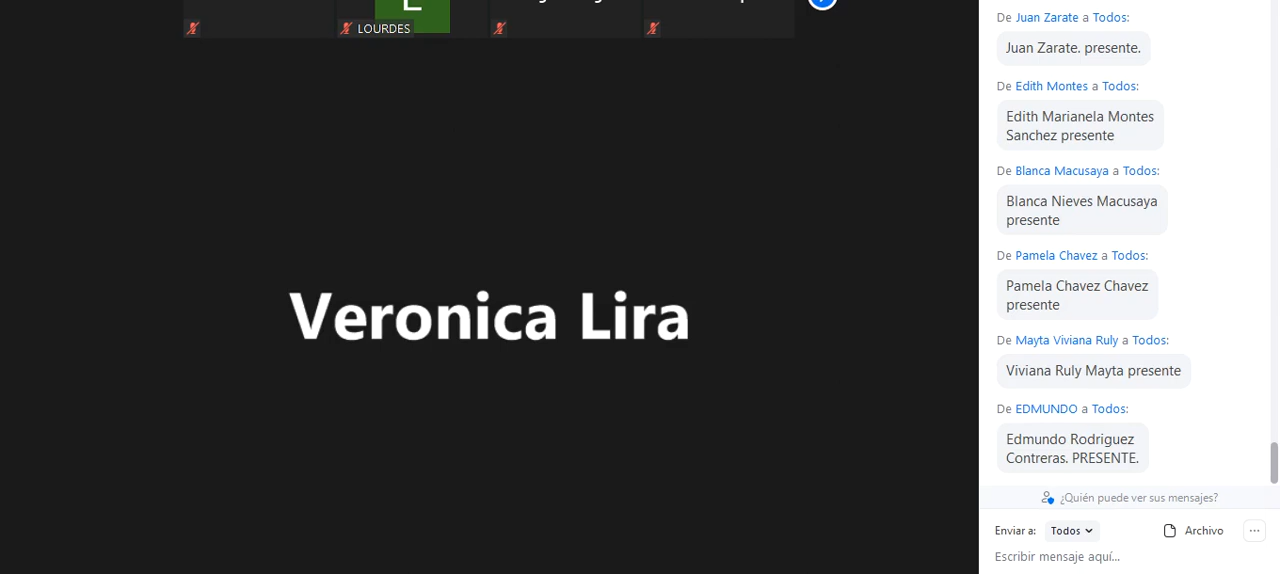 LOURDES
Veronica Lira
De Juan Zarate a Todos:
Juan Zarate. presente.
De Edith Montes a Todos:
Edith Marianela Montes
Sanchez presente
De Blanca Macusaya a Todos:
Blanca Nieves Macusaya
presente
De Pamela Chavez a Todos:
Pamela Chavez Chavez
presente
De Mayta Viviana Ruly a Todos:
Viviana Ruly Mayta presente
De EDMUNDO a Todos:
Edmundo Rodriguez
Contreras. PRESENTE.
¿Quién puede ver sus mensajes?
Enviar a: Todos Archivo
Escribir mensaje aquí...